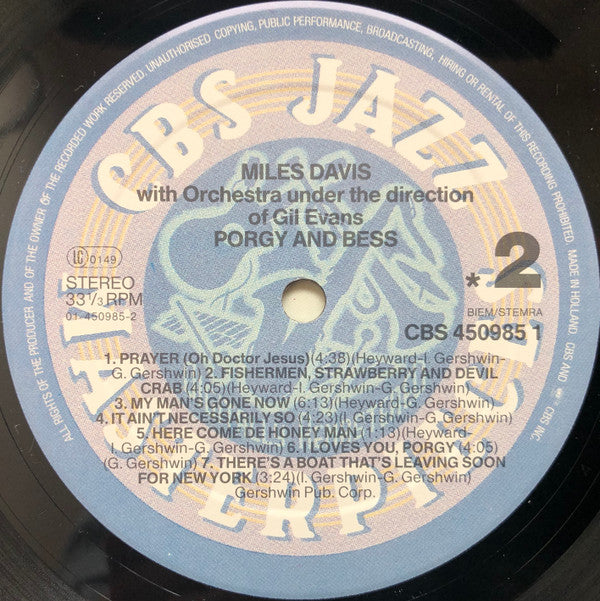 ALL RIGHTS OF THE PRODUCER AND OF THE OWNER OF THE RECORDED WORK RESERVED. UNAUTHORISED COPYING, PUBLIC PERFORMANCE, BROADCASTING, HIRING OR RENTAL OF THIS RECORDING PROHIBITED. MADE IN HOLLAND. CBS AND CBS INC.
CBS JAZZ
MASTERPIECES
MILES DAVIS
with Orchestra under the direction
of Gil Evans
PORGY AND BESS
LC 0149
STEREO
33 1/3 RPM
01-450985-2
*2
BIEM/STEMRA
CBS 450985 1
1. PRAYER (Oh Doctor Jesus)(4:38)(Heyward-I. Gershwin-
G. Gershwin) 2. FISHERMEN, STRAWBERRY AND DEVIL
CRAB (4:05)(Heyward-I. Gershwin-G. Gershwin)
3. MY MAN'S GONE NOW (6:13)(Heyward-G. Gershwin)
4. IT AIN'T NECESSARILY SO (4:23)(I. Gershwin-G. Gershwin)
5. HERE COME DE HONEY MAN (1:13)(Heyward-
I. Gershwin-G. Gershwin) 6. I LOVES YOU, PORGY (4:05)
(G. Gershwin) 7. THERE'S A BOAT THAT'S LEAVING SOON
FOR NEW YORK (3:24)(I. Gershwin-G. Gershwin)
Gershwin Pub. Corp.